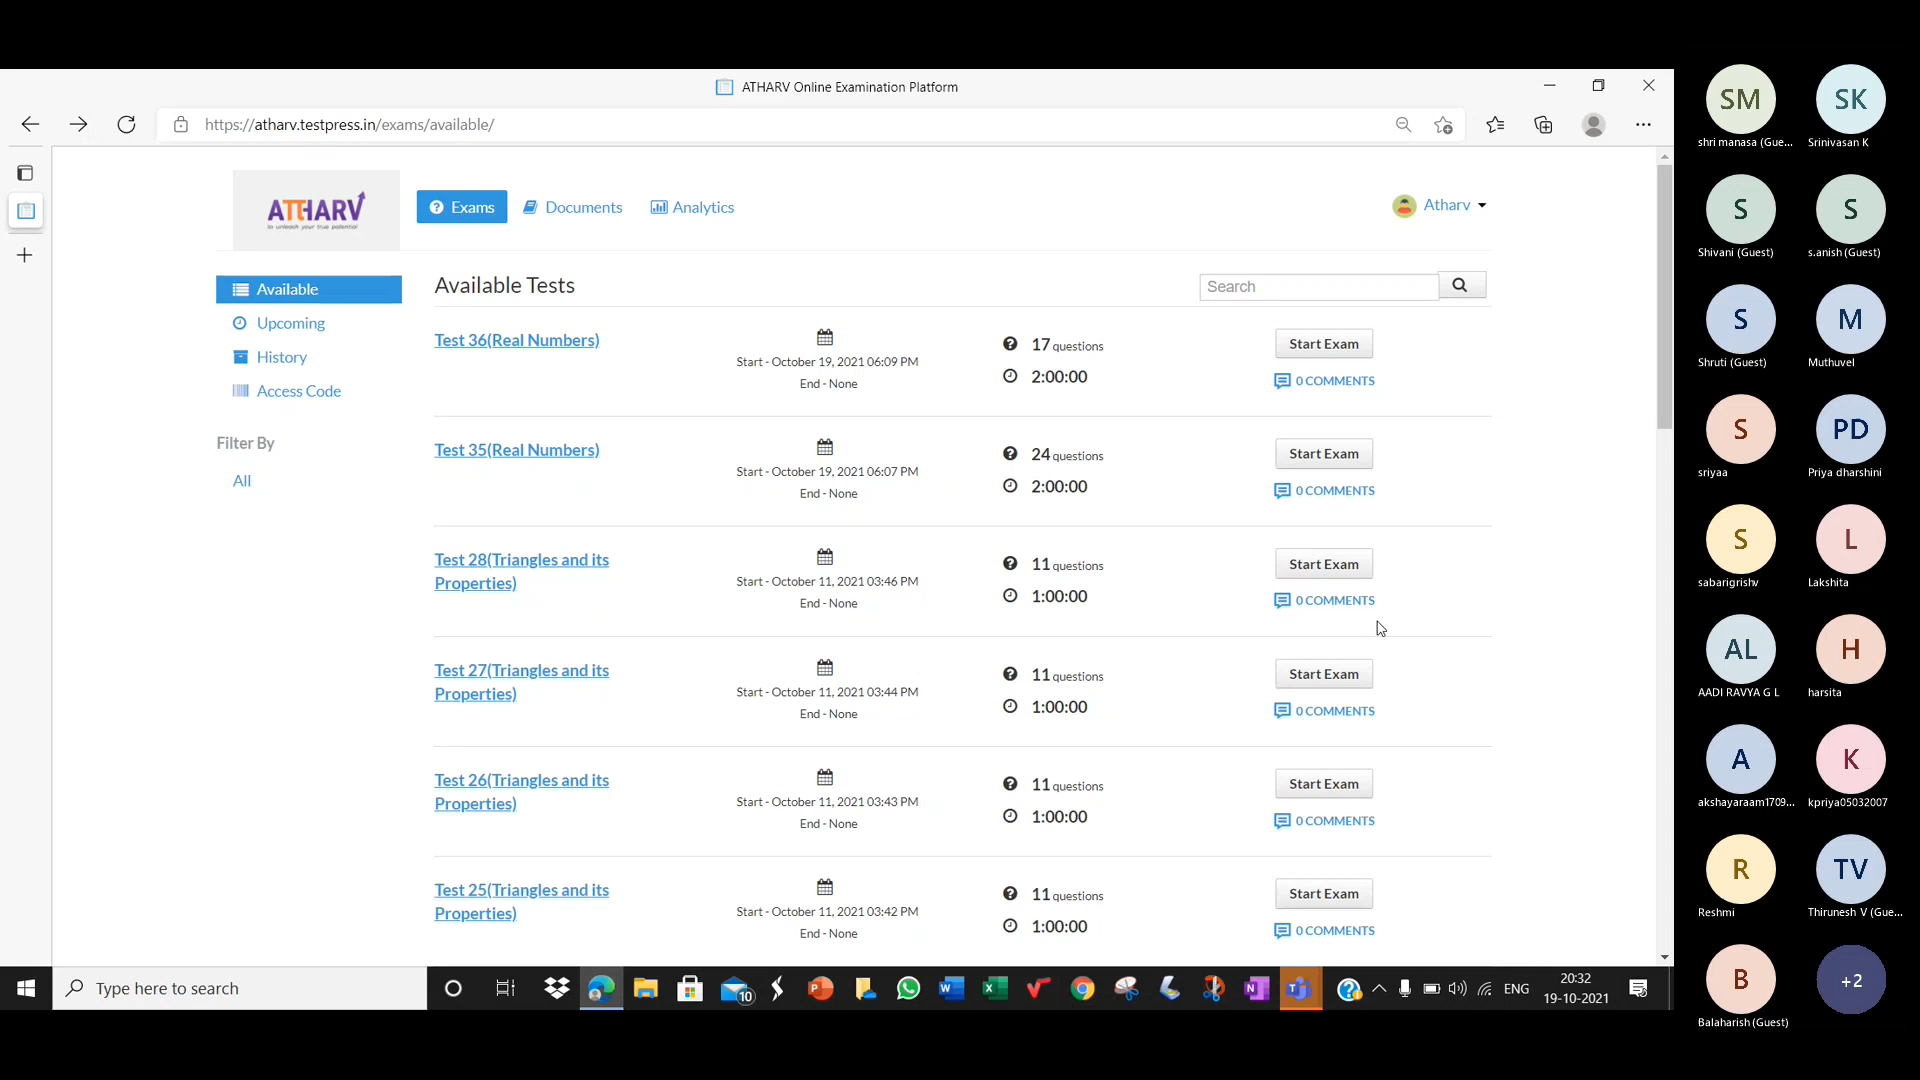 ATHARV Online Examination Platform
https://atharv.testpress.in/exams/available/
ATHARV
to unleash your true potential
Exams
Documents
Analytics
Atharv
Available
Upcoming
History
Access Code
Filter By
All
Available Tests
Search
Test 36(Real Numbers)
Start - October 19, 2021 06:09 PM
End - None
17 questions
2:00:00
Start Exam
0 COMMENTS
Test 35(Real Numbers)
Start - October 19, 2021 06:07 PM
End - None
24 questions
2:00:00
Start Exam
0 COMMENTS
Test 28(Triangles and its
Properties)
Start - October 11, 2021 03:46 PM
End - None
11 questions
1:00:00
Start Exam
0 COMMENTS
Test 27(Triangles and its
Properties)
Start - October 11, 2021 03:44 PM
End - None
11 questions
1:00:00
Start Exam
0 COMMENTS
Test 26(Triangles and its
Properties)
Start - October 11, 2021 03:43 PM
End - None
11 questions
1:00:00
Start Exam
0 COMMENTS
Test 25(Triangles and its
Properties)
Start - October 11, 2021 03:42 PM
End - None
11 questions
1:00:00
Start Exam
0 COMMENTS
Type here to search
10
ENG
20:32
19-10-2021
SM
shri manasa (Gue...
SK
Srinivasan K
S
Shivani (Guest)
S
s.anish (Guest)
S
Shruti (Guest)
M
Muthuvel
S
sriyaa
PD
Priya dharshini
S
sabarigrishv
L
Lakshita
AL
AADI RAVYA G L
H
harsita
A
akshayaraam1709...
K
kpriya05032007
R
Reshmi
TV
Thirunesh V (Gue...
B
Balaharish (Guest)
+2